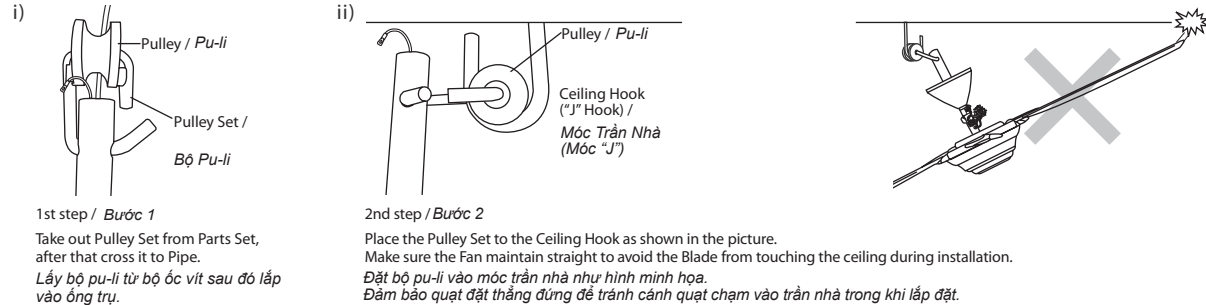 i)
Pulley / Pu-li
Pulley Set /
Bộ Pu-li
1st step / Bước 1
Take out Pulley Set from Parts Set,
after that cross it to Pipe.
Lấy bộ pu-li từ bộ ốc vít sau đó lắp
vào ống trụ.
ii)
Pulley / Pu-li
Ceiling Hook
("J" Hook) /
Móc Trần Nhà
(Móc “J”)
2nd step / Bước 2
Place the Pulley Set to the Ceiling Hook as shown in the picture.
Make sure the Fan maintain straight to avoid the Blade from touching the ceiling during installation.
Đặt bộ pu-li vào móc trần nhà như hình minh họa.
Đảm bảo quạt đặt thẳng đứng để tránh cánh quạt chạm vào trần nhà trong khi lắp đặt.